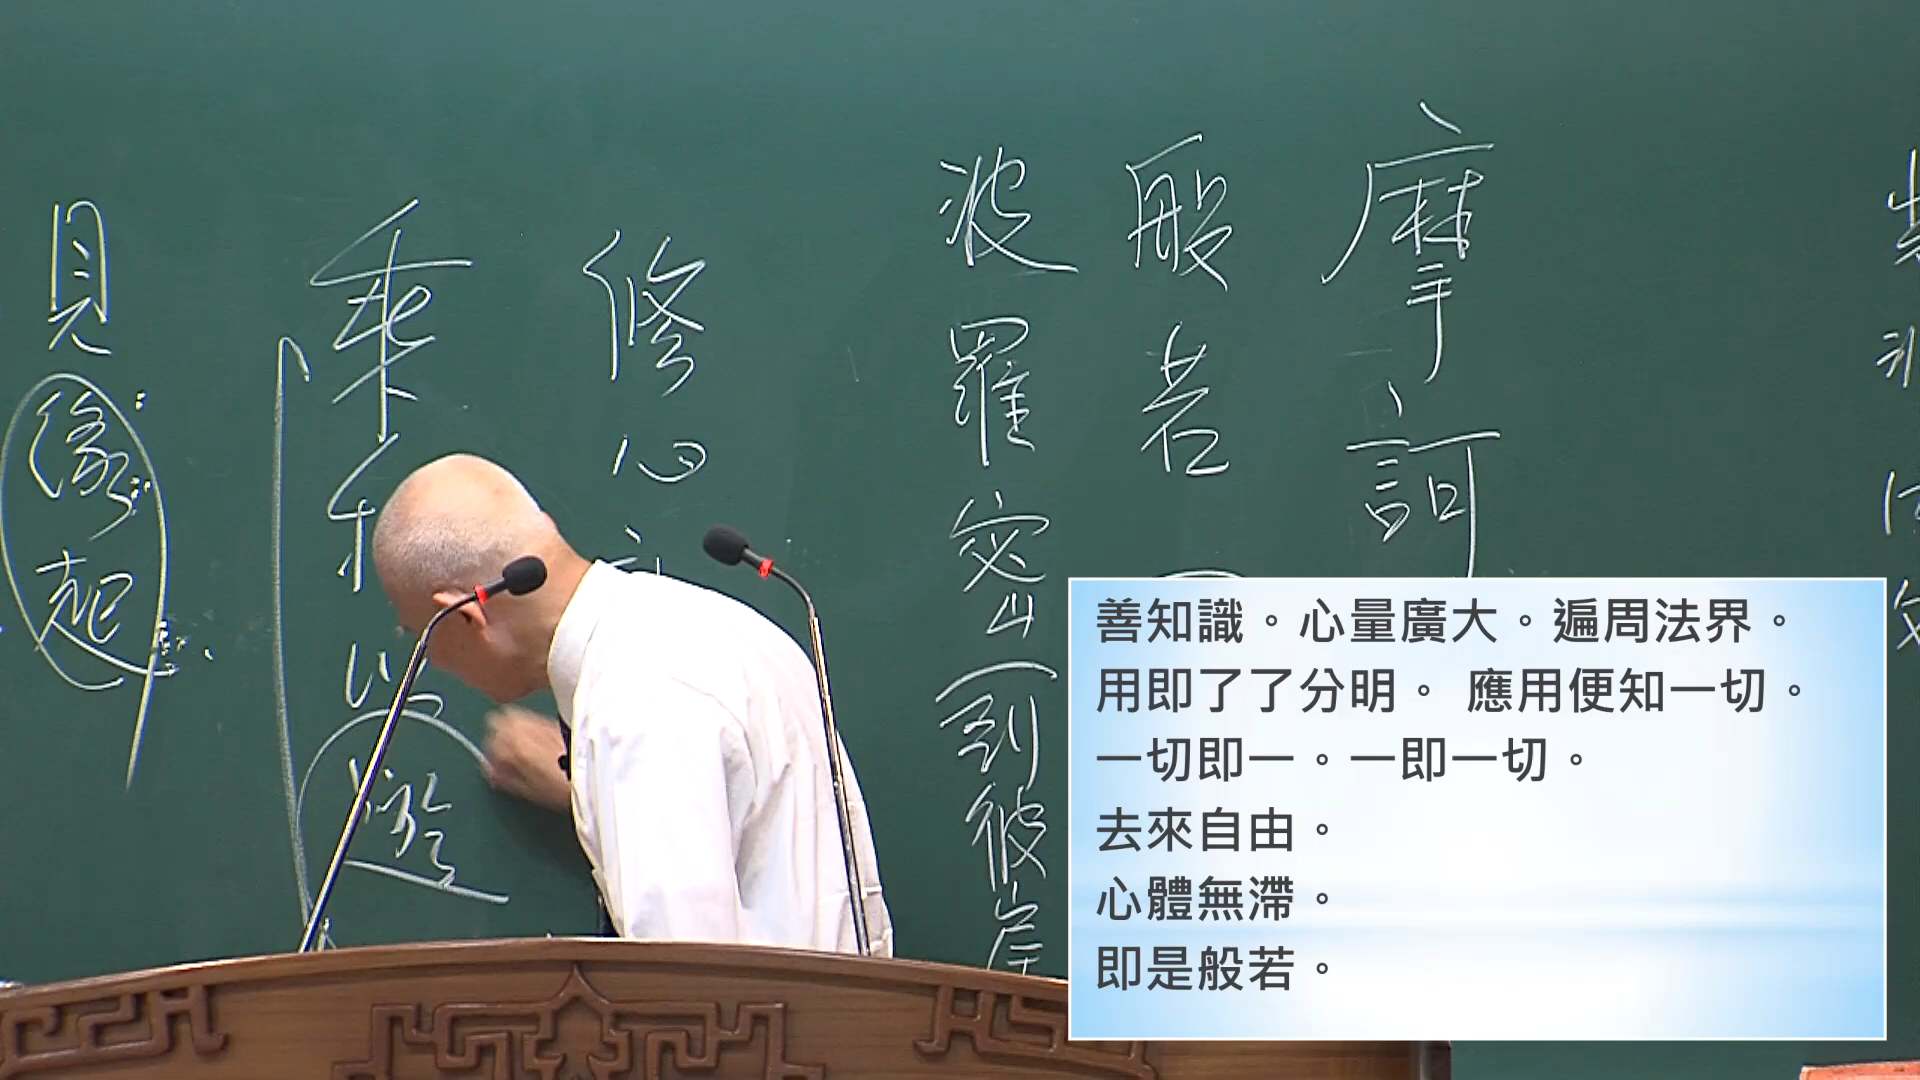 摩訶
般若
波羅密(到彼岸
修心
乘
遊
見緣起
善知識。心量廣大。遍周法界。
用即了了分明。 應用便知一切。
一切即一。一即一切。
去來自由。
心體無滯。
即是般若。